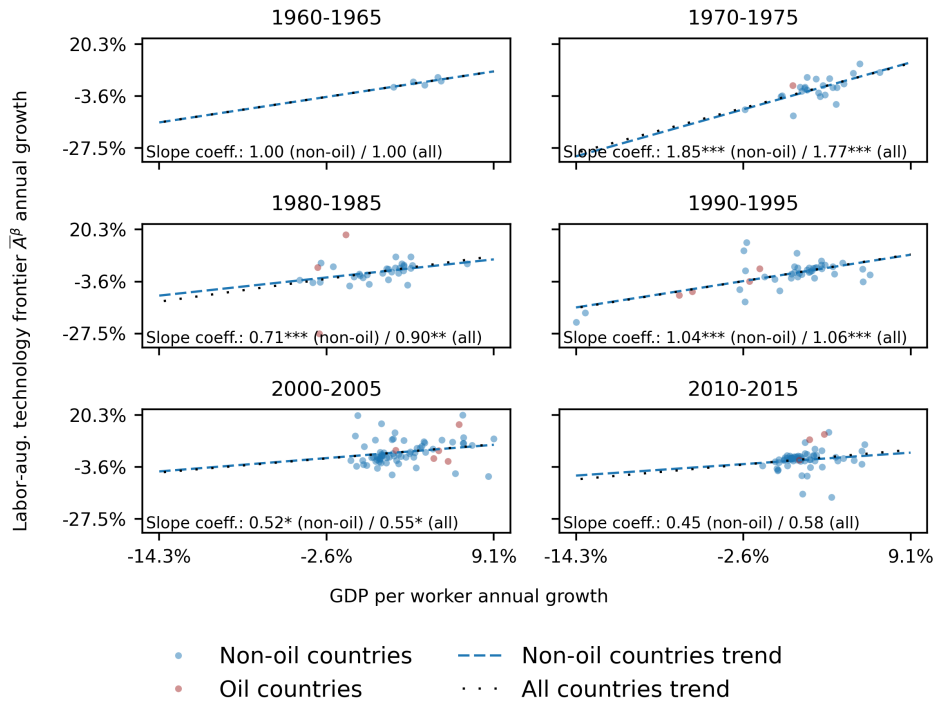 1960-1965
1970-1975
20.3%
-3.6%
-27.5%
Slope coeff.: 1.00 (non-oil) / 1.00 (all)
Slope coeff.: 1.85*** (non-oil) / 1.77*** (all)
1980-1985
1990-1995
20.3%
-3.6%
-27.5%
Slope coeff.: 0.71*** (non-oil) / 0.90** (all)
Slope coeff.: 1.04*** (non-oil) / 1.06*** (all)
2000-2005
2010-2015
20.3%
-3.6%
-27.5%
Slope coeff.: 0.52* (non-oil) / 0.55* (all)
Slope coeff.: 0.45 (non-oil) / 0.58 (all)
-14.3% -2.6% 9.1%
-14.3% -2.6% 9.1%
Labor-aug. technology frontier A̅^β annual growth
GDP per worker annual growth
Non-oil countries
Non-oil countries trend
Oil countries
All countries trend